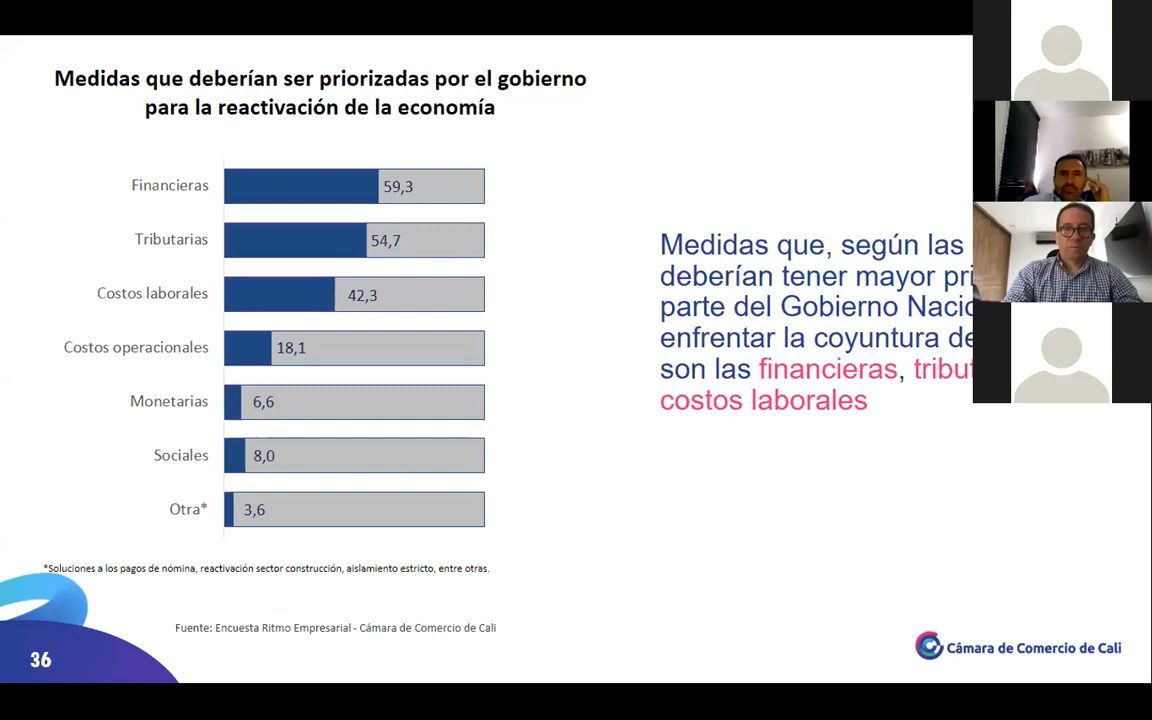 Medidas que deberían ser priorizadas por el gobierno
para la reactivación de la economía
Financieras 59,3
Tributarias 54,7
Costos laborales 42,3
Costos operacionales 18,1
Monetarias 6,6
Sociales 8,0
Otra* 3,6
*Soluciones a los pagos de nómina, reactivación sector construcción, aislamiento estricto, entre otras.
Fuente: Encuesta Ritmo Empresarial - Cámara de Comercio de Cali
36
Medidas que, según las
deberían tener mayor
parte del Gobierno
enfrentar la coyuntura
son las financieras,
costos laborales
Cámara de Comercio de Cali